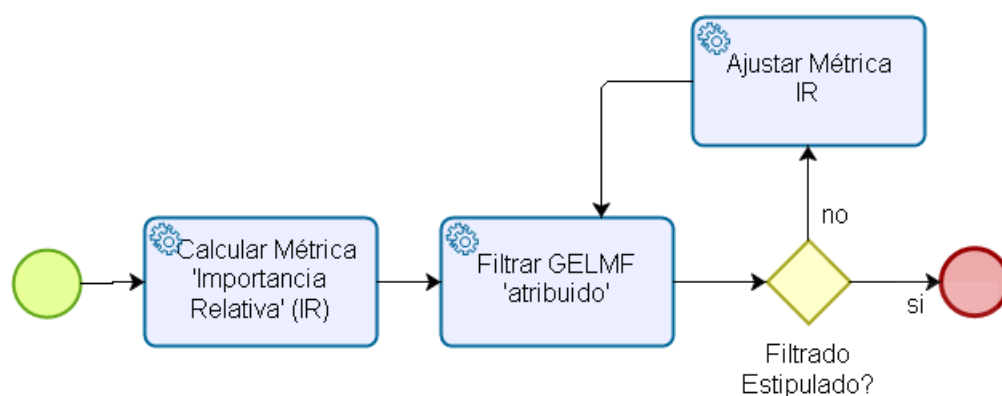 Ajustar Métrica
IR
no
Calcular Métrica
'Importancia
Relativa' (IR)
Filtrar GELMF
'atribuido'
si
Filtrado
Estipulado?